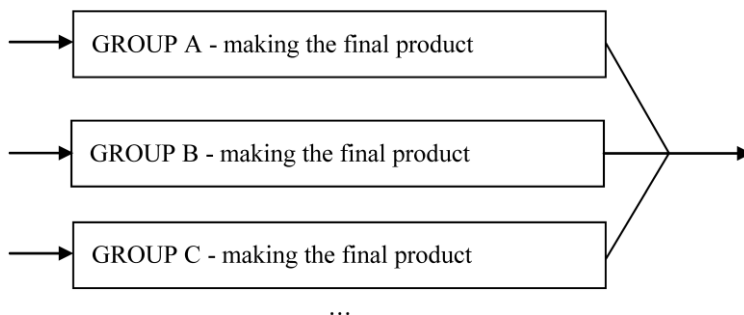 GROUP A - making the final product
GROUP B - making the final product
GROUP C - making the final product
...